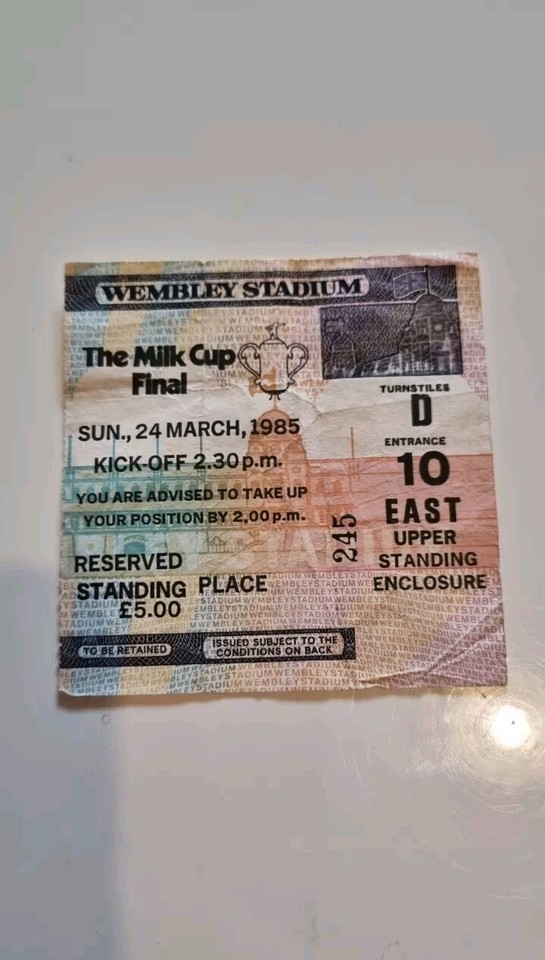 WEMBLEY STADIUM
The Milk Cup
Final
SUN., 24 MARCH, 1985
KICK-OFF 2.30 p.m.
YOU ARE ADVISED TO TAKE UP
YOUR POSITION BY 2.00 p.m.
RESERVED
STANDING PLACE
£5.00
245
TURNSTILES
D
ENTRANCE
10
EAST
UPPER
STANDING
ENCLOSURE
TO BE RETAINED
ISSUED SUBJECT TO THE
CONDITIONS ON BACK